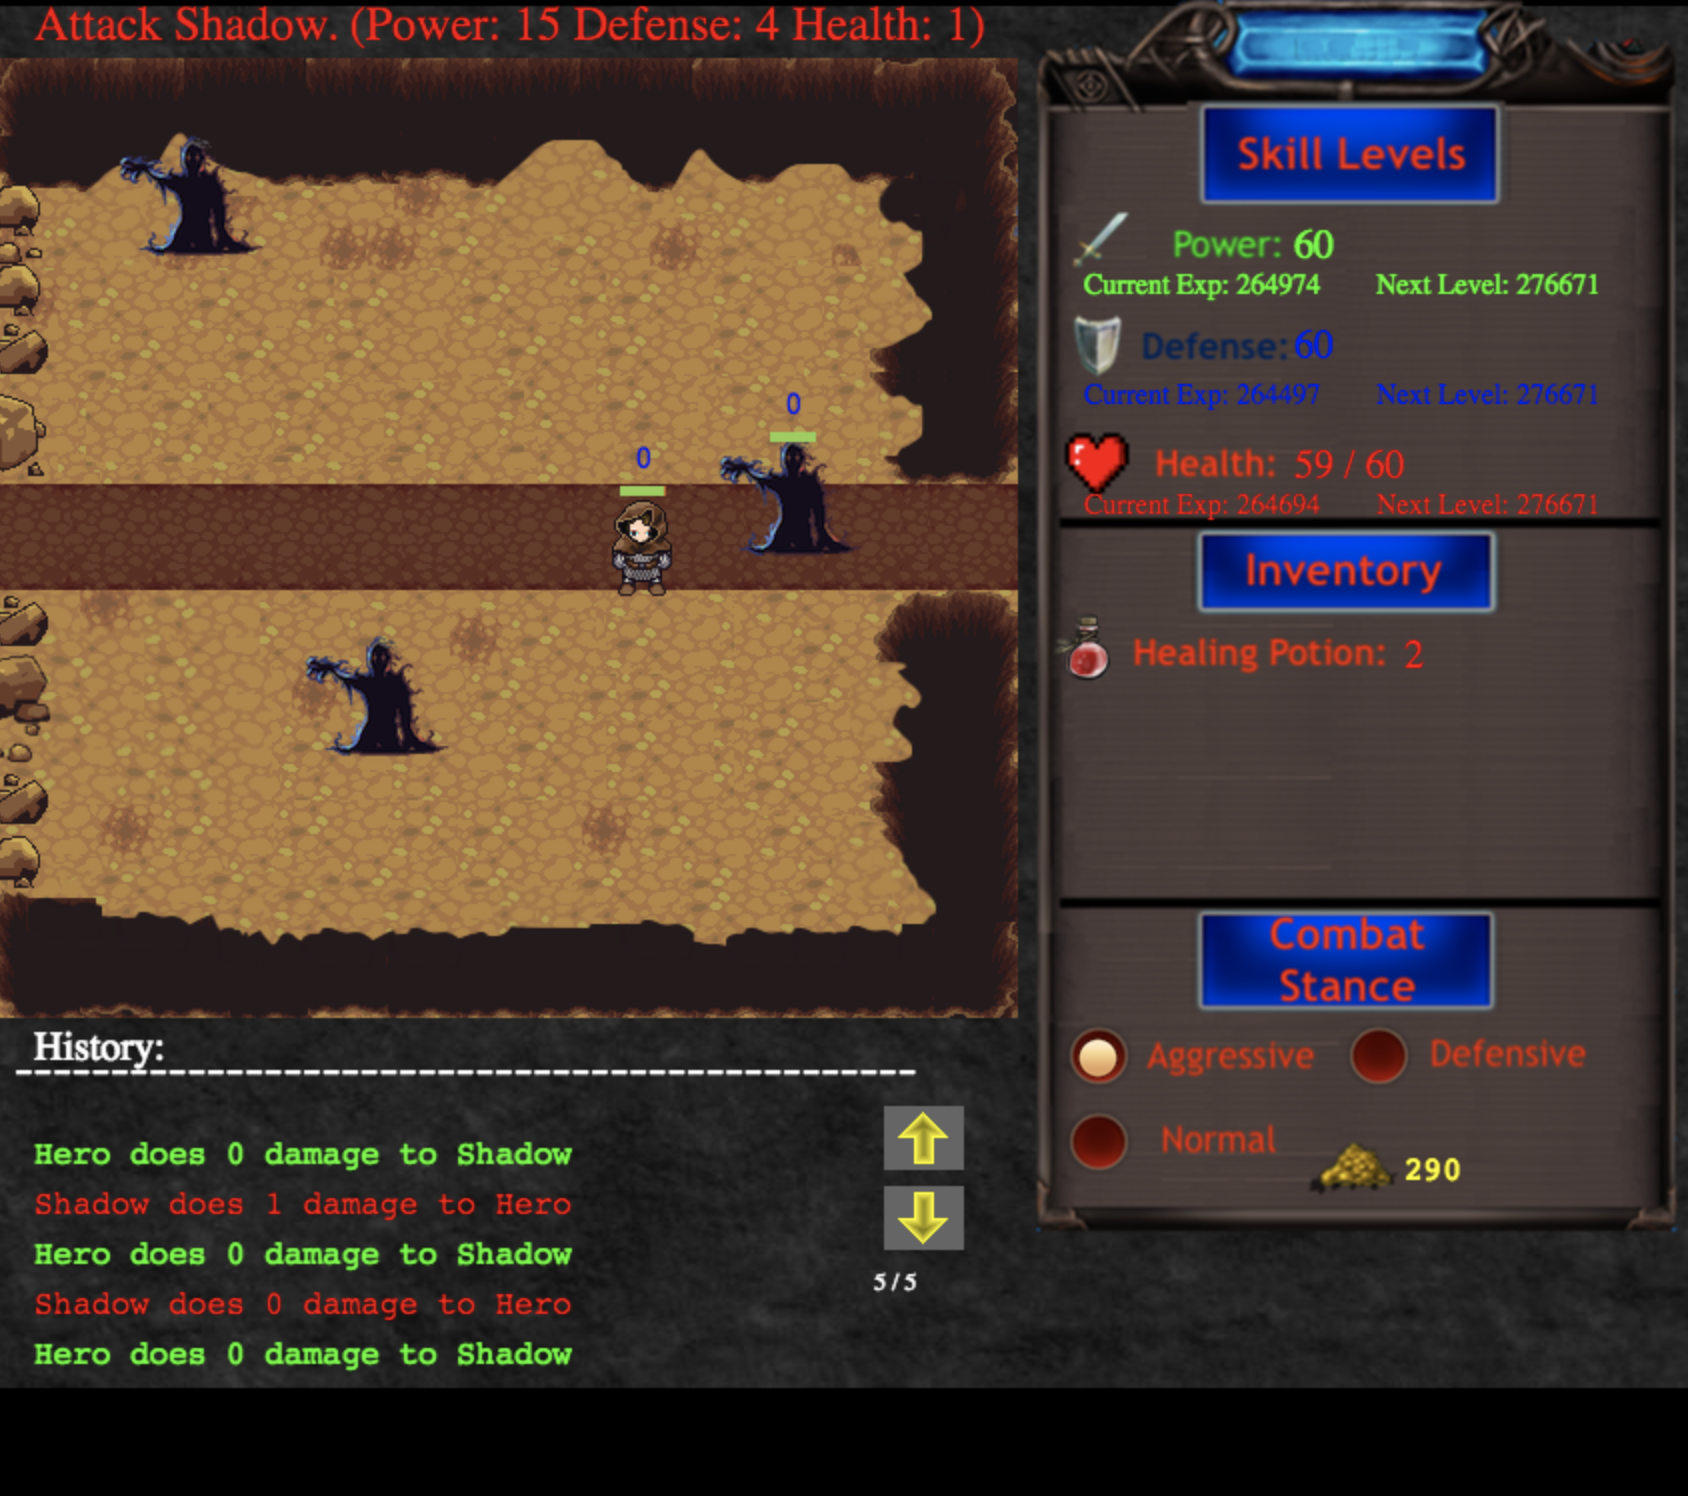 Attack Shadow. (Power: 15 Defense: 4 Health: 1)
0
0
History:
Hero does 0 damage to Shadow
Shadow does 1 damage to Hero
Hero does 0 damage to Shadow
Shadow does 0 damage to Hero
Hero does 0 damage to Shadow
5/5
Skill Levels
Power: 60
Current Exp: 264974 Next Level: 276671
Defense: 60
Current Exp: 264497 Next Level: 276671
Health: 59 / 60
Current Exp: 264694 Next Level: 276671
Inventory
Healing Potion: 2
Combat
Stance
Aggressive Defensive
Normal
290